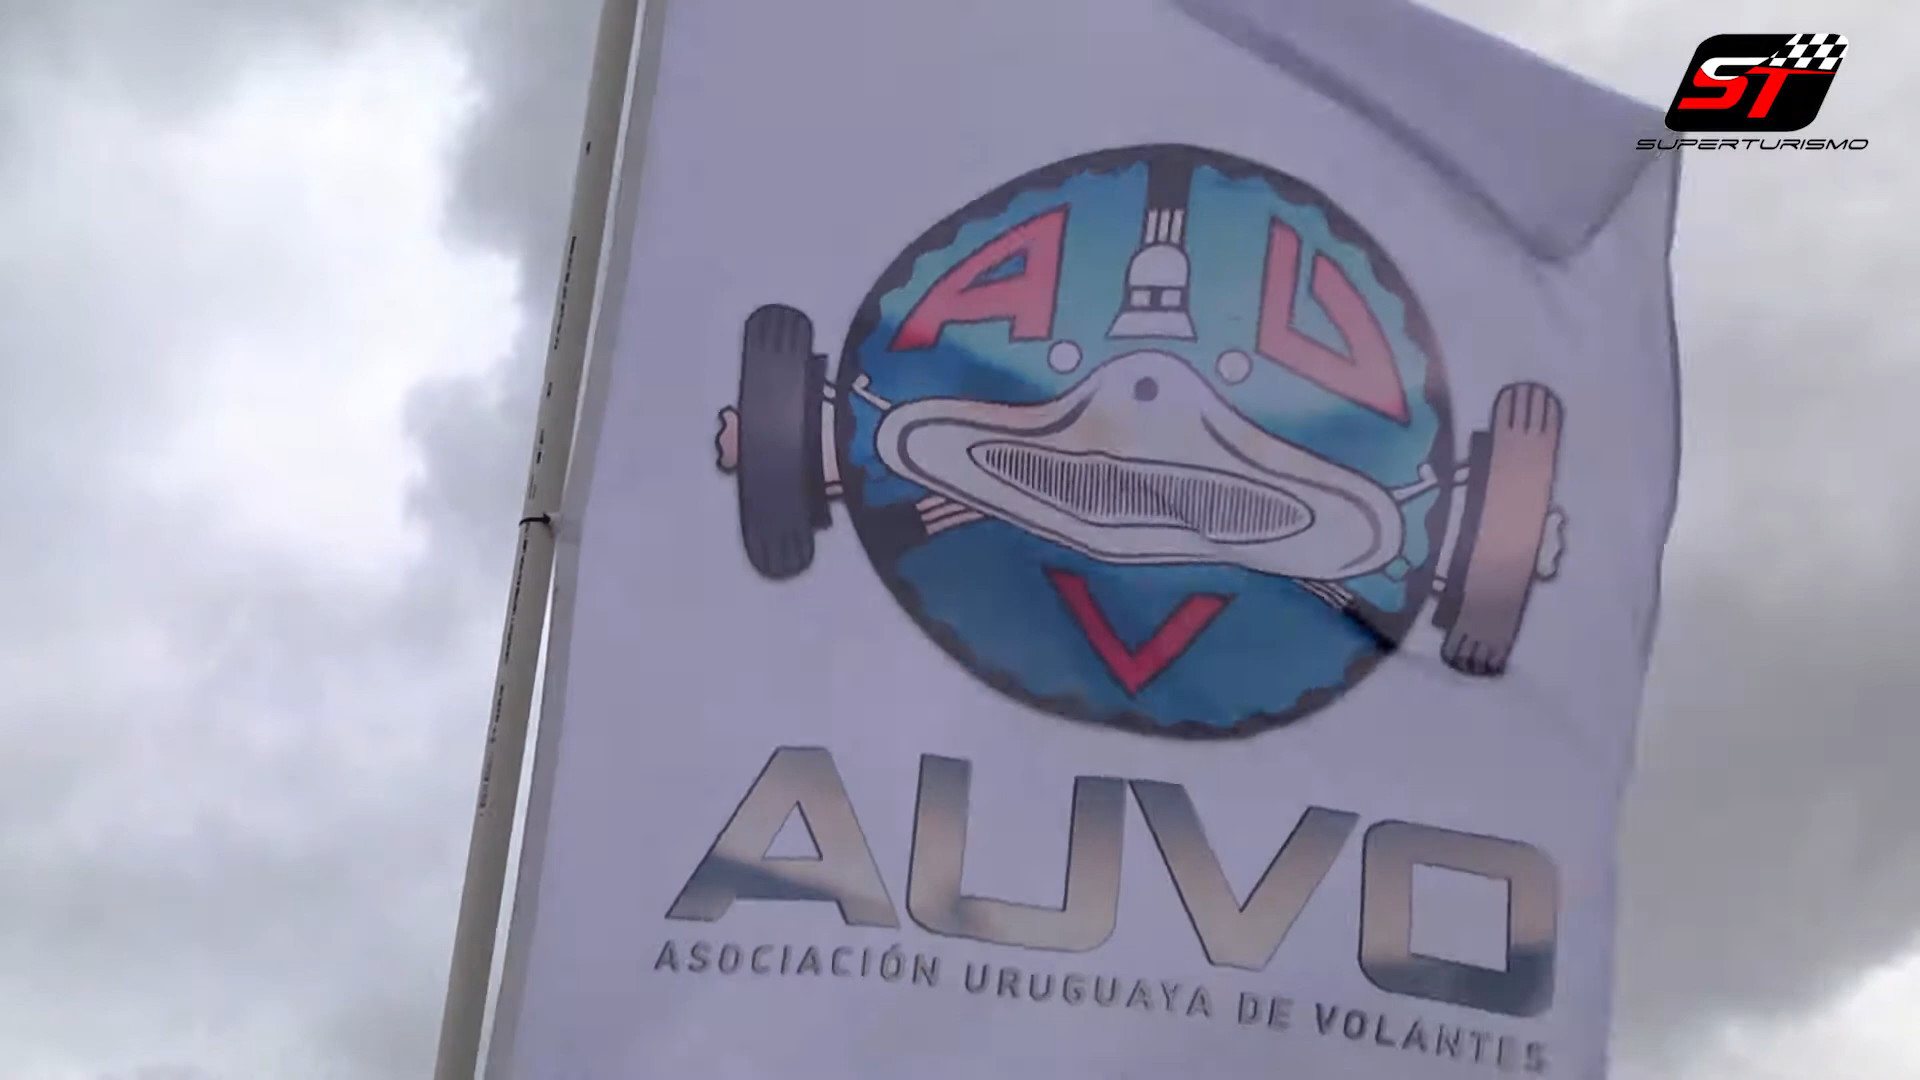 ST
SUPERTURISMO
A U
V
AUVO
ASOCIACIÓN URUGUAYA DE VOLANTES